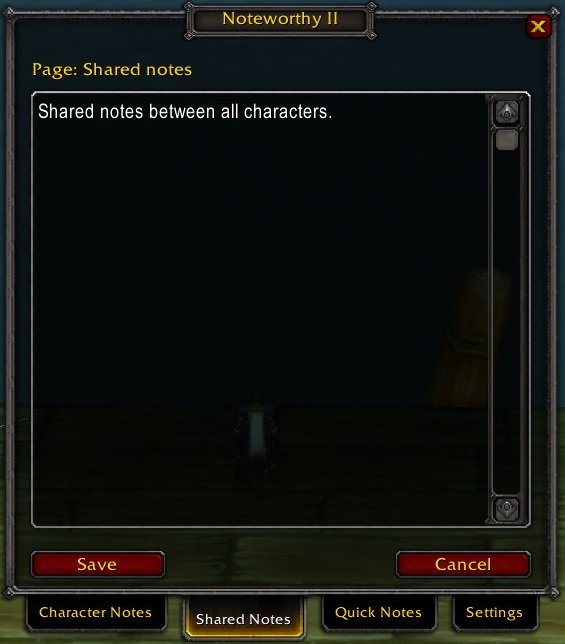 Noteworthy II
Page: Shared notes
Shared notes between all characters.
Save
Cancel
Character Notes
Shared Notes
Quick Notes
Settings